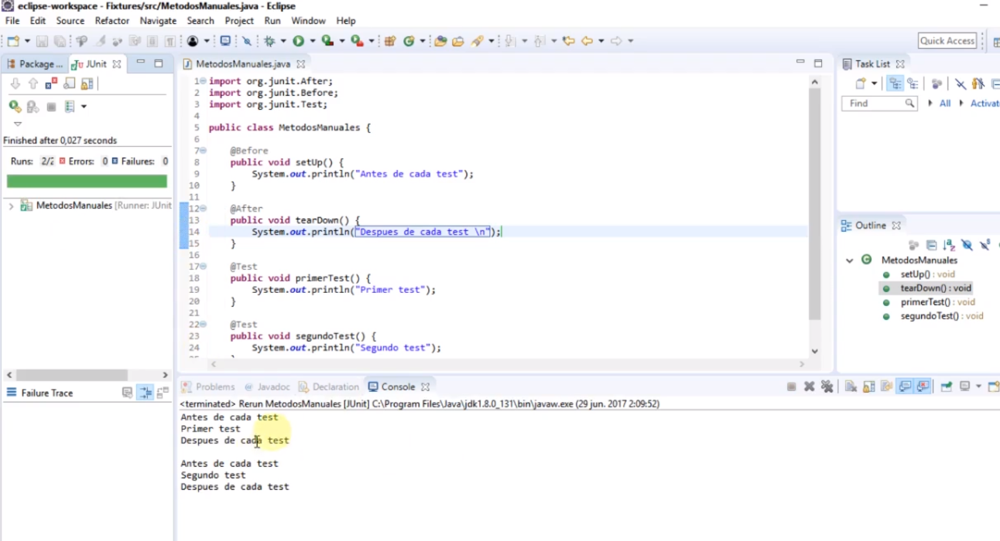 eclipse-workspace - Fixtures/src/MetodosManuales.java - Eclipse
File Edit Source Refactor Navigate Search Project Run Window Help
Quick Access
Package ... JUnit
Finished after 0,027 seconds
Runs: 2/2 Errors: 0 Failures: 0
MetodosManuales [Runner: JUnit
Failure Trace
MetodosManuales.java
1 import org.junit.After;
2 import org.junit.Before;
3 import org.junit.Test;
4
5 public class MetodosManuales {
6
7 @Before
8 public void setUp() {
9 System.out.println("Antes de cada test");
10 }
11
12 @After
13 public void tearDown() {
14 System.out.println("Despues de cada test \n");
15 }
16
17 @Test
18 public void primerTest() {
19 System.out.println("Primer test");
20 }
21
22 @Test
23 public void segundoTest() {
24 System.out.println("Segundo test");
Task List
Find All Activat
Outline
MetodosManuales
setUp() : void
tearDown() : void
primerTest() : void
segundoTest() : void
Problems Javadoc Declaration Console
<terminated> Rerun MetodosManuales [JUnit] C:\Program Files\Java\jdk1.8.0_131\bin\javaw.exe (29 jun. 2017 2:09:52)
Antes de cada test
Primer test
Despues de cada test
Antes de cada test
Segundo test
Despues de cada test